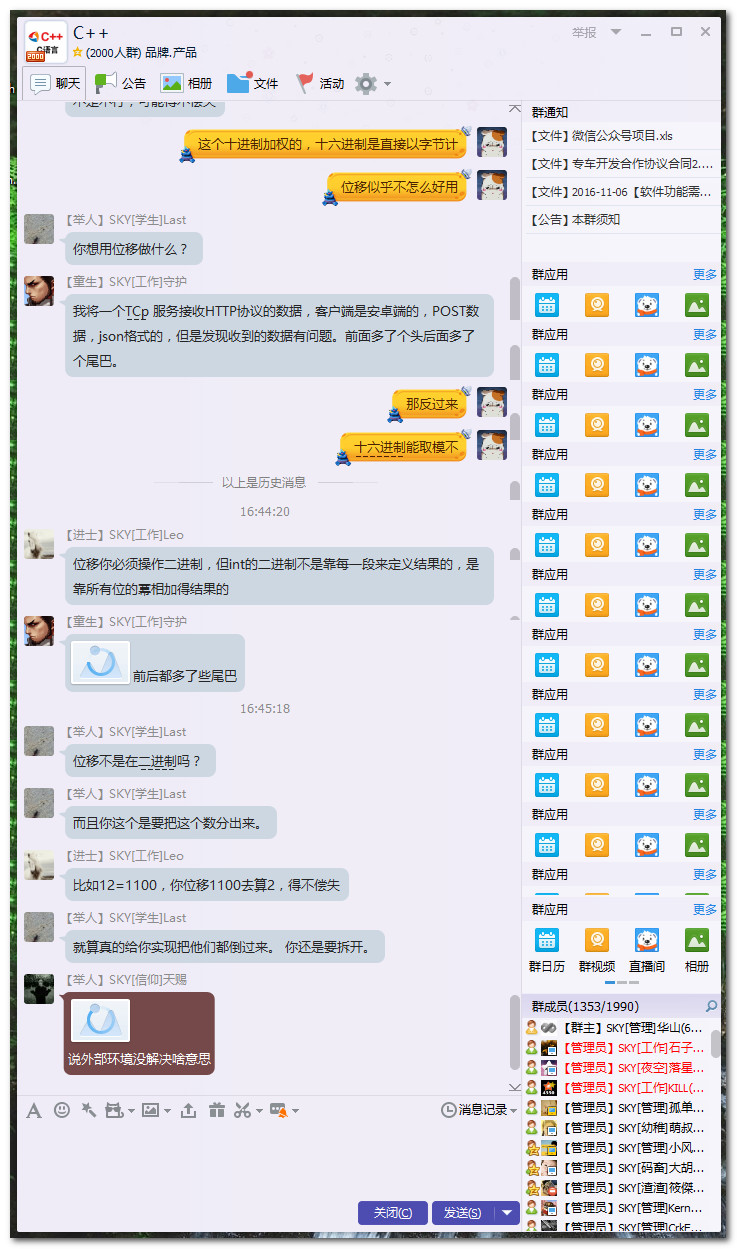 C++
C++
C语言
2000
(2000人群) 品牌.产品
举报
聊天
公告
相册
文件
活动
这个十进制加权的，十六进制是直接以字节计
位移似乎不怎么好用
【举人】SKY[学生]Last
你想用位移做什么？
【童生】SKY[工作]守护
我将一个TCp 服务接收HTTP协议的数据，客户端是安卓端的，POST数
据，json格式的，但是发现收到的数据有问题。前面多了个头后面多了
个尾巴。
那反过来
十六进制能取模不
以上是历史消息
16:44:20
【进士】SKY[工作]Leo
位移你必须操作二进制，但int的二进制不是靠每一段来定义结果的，是
靠所有位的幂相加得结果的
【童生】SKY[工作]守护
前后都多了些尾巴
16:45:18
【举人】SKY[学生]Last
位移不是在二进制吗？
【举人】SKY[学生]Last
而且你这个是要把这个数分出来。
【进士】SKY[工作]Leo
比如12=1100，你位移1100去算2，得不偿失
【举人】SKY[学生]Last
就算真的给你实现把他们都倒过来。 你还是要拆开。
【举人】SKY[信仰]天赐
说外部环境没解决啥意思
消息记录
关闭(C)
发送(S)
群通知
【文件】微信公众号项目.xls
【文件】专车开发合作协议合同2....
【文件】2016-11-06【软件功能需...
【公告】本群须知
群应用 更多
群应用 更多
群应用 更多
群应用 更多
群应用 更多
群应用 更多
群应用 更多
群应用 更多
群应用 更多
群应用 更多
群应用 更多
群应用 更多
群日历 群视频 直播间 相册
群成员(1353/1990)
【群主】SKY[管理]华山(6...
【管理员】SKY[工作]石子...
【管理员】SKY[夜空]落星...
【管理员】SKY[工作]KILL(...
【管理员】SKY[管理]孤单...
【管理员】SKY[幼稚]萌叔...
【管理员】SKY[管理]小风...
【管理员】SKY[码畜]大胡...
【管理员】SKY[渣渣]筱傑...
【管理员】SKY[管理]Kern...
【管理员】SKY[管理]CrkF...